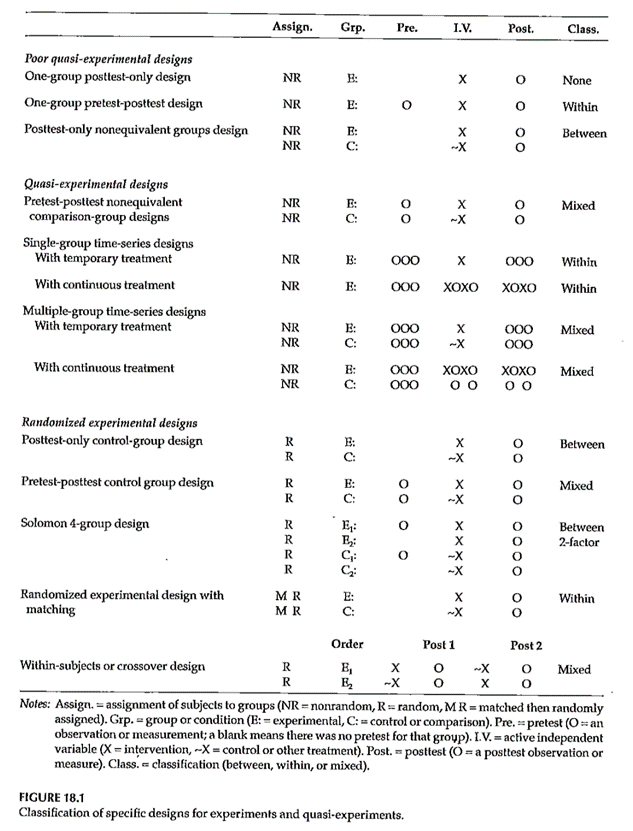 Assign. Grp. Pre. I.V. Post. Class.
Poor quasi-experimental designs
One-group posttest-only design NR E: X O None
One-group pretest-posttest design NR E: O X O Within
Posttest-only nonequivalent groups design NR E: X O Between
NR C: ~X O
Quasi-experimental designs
Pretest-posttest nonequivalent NR E: O X O Mixed
comparison-group designs NR C: O ~X O
Single-group time-series designs
With temporary treatment NR E: OOO X OOO Within
With continuous treatment NR E: OOO XOXO XOXO Within
Multiple-group time-series designs
With temporary treatment NR E: OOO X OOO Mixed
NR C: OOO ~X OOO
With continuous treatment NR E: OOO XOXO XOXO Mixed
NR C: OOO O O O O
Randomized experimental designs
Posttest-only control-group design R E: X O Between
R C: ~X O
Pretest-posttest control group design R E: O X O Mixed
R C: O ~X O
Solomon 4-group design R E₁: O X O Between
R E₂: X O 2-factor
R C₁: O ~X O
R C₂: ~X O
Randomized experimental design with M R E: X O Within
matching M R C: ~X O
Order Post 1 Post 2
Within-subjects or crossover design R E₁ X O ~X O Mixed
R E₂ ~X O X O
Notes: Assign. = assignment of subjects to groups (NR = nonrandom, R = random, M R = matched then randomly
assigned). Grp. = group or condition (E: = experimental, C: = control or comparison). Pre. = pretest (O = an
observation or measurement; a blank means there was no pretest for that group). I.V. = active independent
variable (X = intervention, ~X = control or other treatment). Post. = posttest (O = a posttest observation or
measure). Class. = classification (between, within, or mixed).
FIGURE 18.1
Classification of specific designs for experiments and quasi-experiments.